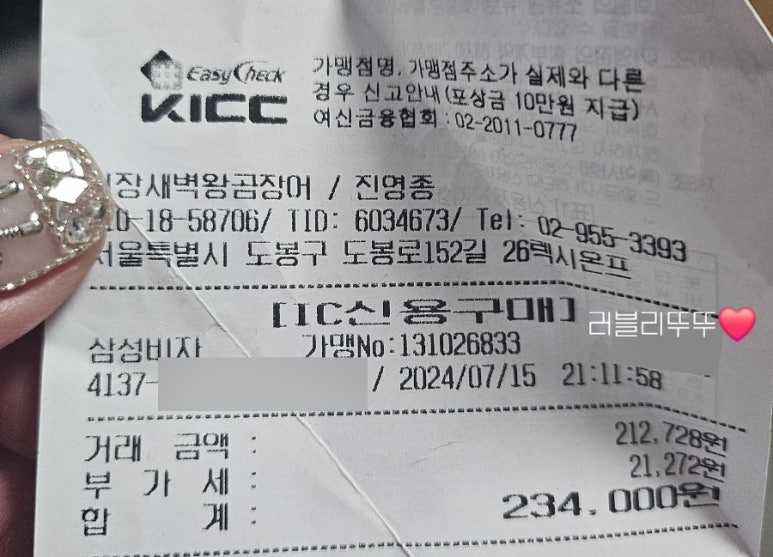 EasyCheck
KICC
가맹점명, 가맹점주소가 실제와 다른
경우 신고안내(포상금 10만원 지급)
여신금융협회:02-2011-0777
장새벽왕곰장어 / 진영종
10-18-58706/ TID: 6034673/ Tel: 02-955-3393
서울특별시 도봉구 도봉로152길 26렉시온프
[IC신용구매]
러블리뚜뚜
삼성비자 가맹No:131026833
4137- / 2024/07/15 21:11:58
거래 금액 : 212,728원
부 가 세 : 21,272원
합 계 : 234,000원